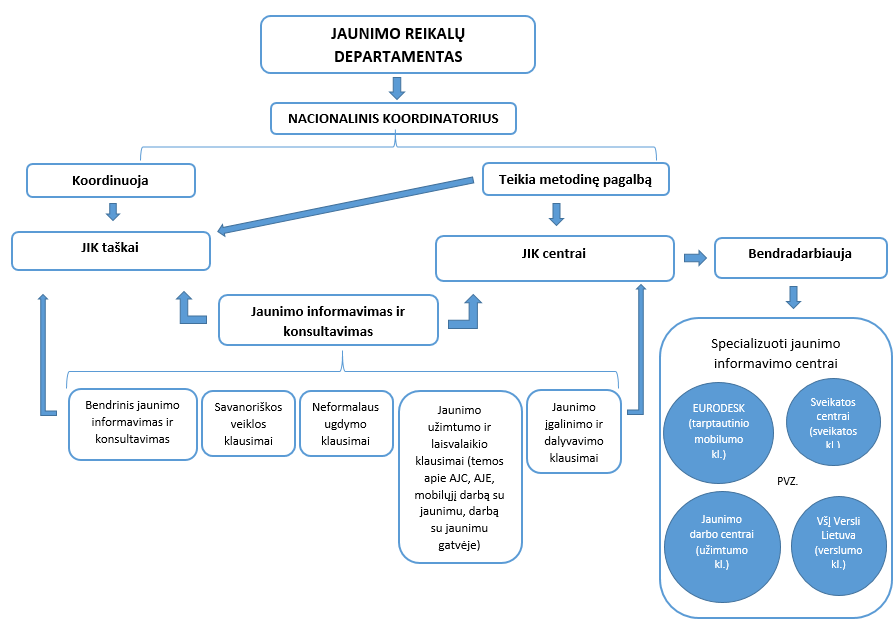 JAUNIMO REIKALŲ
DEPARTAMENTAS
NACIONALINIS KOORDINATORIUS
Koordinuoja
Teikia metodinę pagalbą
JIK taškai
JIK centrai
Bendradarbiauja
Jaunimo informavimas ir
konsultavimas
Bendrinis jaunimo
informavimas ir
konsultavimas
Savanoriškos
veiklos
klausimai
Neformalaus
ugdymo
klausimai
Jaunimo
užimtumo ir
laisvalaikio
klausimai (temos
apie AJC, AJE,
mobilųjį darbą su
jaunimu, darbą
su jaunimu
gatvėje)
Jaunimo
įgalinimo ir
dalyvavimo
klausimai
Specializuoti jaunimo
informavimo centrai
EURODESK
(tarptautinio
mobilumo
kl.)
Sveikatos
centrai
(sveikatos
kl.)
PVZ.
Jaunimo
darbo centrai
(užimtumo
kl.)
VšĮ Versli
Lietuva
(verslumo
kl.)